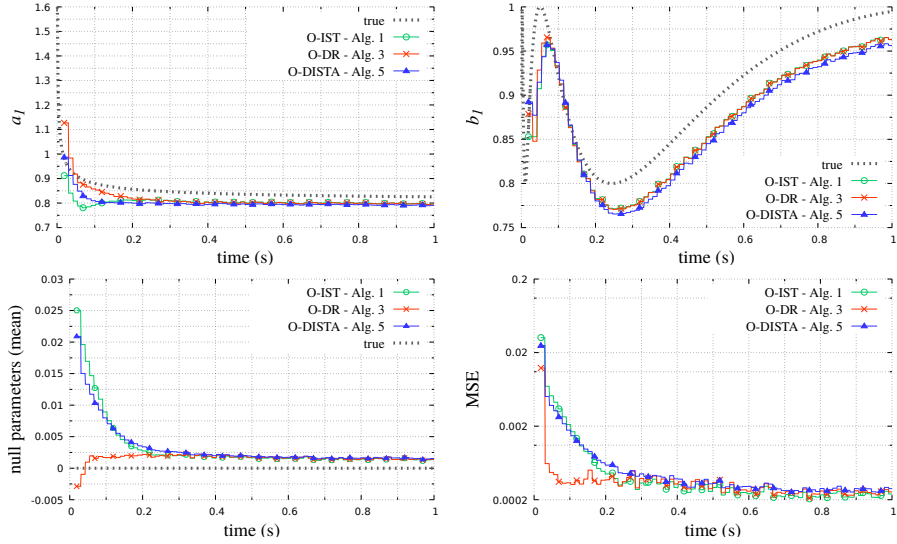 1.6
1.5
1.4
1.3
1.2
1.1
1
0.9
0.8
0.7
a1
true
O-IST - Alg. 1
O-DR - Alg. 3
O-DISTA - Alg. 5
0 0.2 0.4 0.6 0.8 1
time (s)
1
0.95
0.9
0.85
0.8
0.75
b1
true
O-IST - Alg. 1
O-DR - Alg. 3
O-DISTA - Alg. 5
0 0.2 0.4 0.6 0.8 1
time (s)
0.03
0.025
0.02
0.015
0.01
0.005
0
-0.005
null parameters (mean)
O-IST - Alg. 1
O-DR - Alg. 3
O-DISTA - Alg. 5
true
0 0.2 0.4 0.6 0.8 1
time (s)
0.2
0.02
0.002
0.0002
MSE
O-IST - Alg. 1
O-DR - Alg. 3
O-DISTA - Alg. 5
0 0.2 0.4 0.6 0.8 1
time (s)